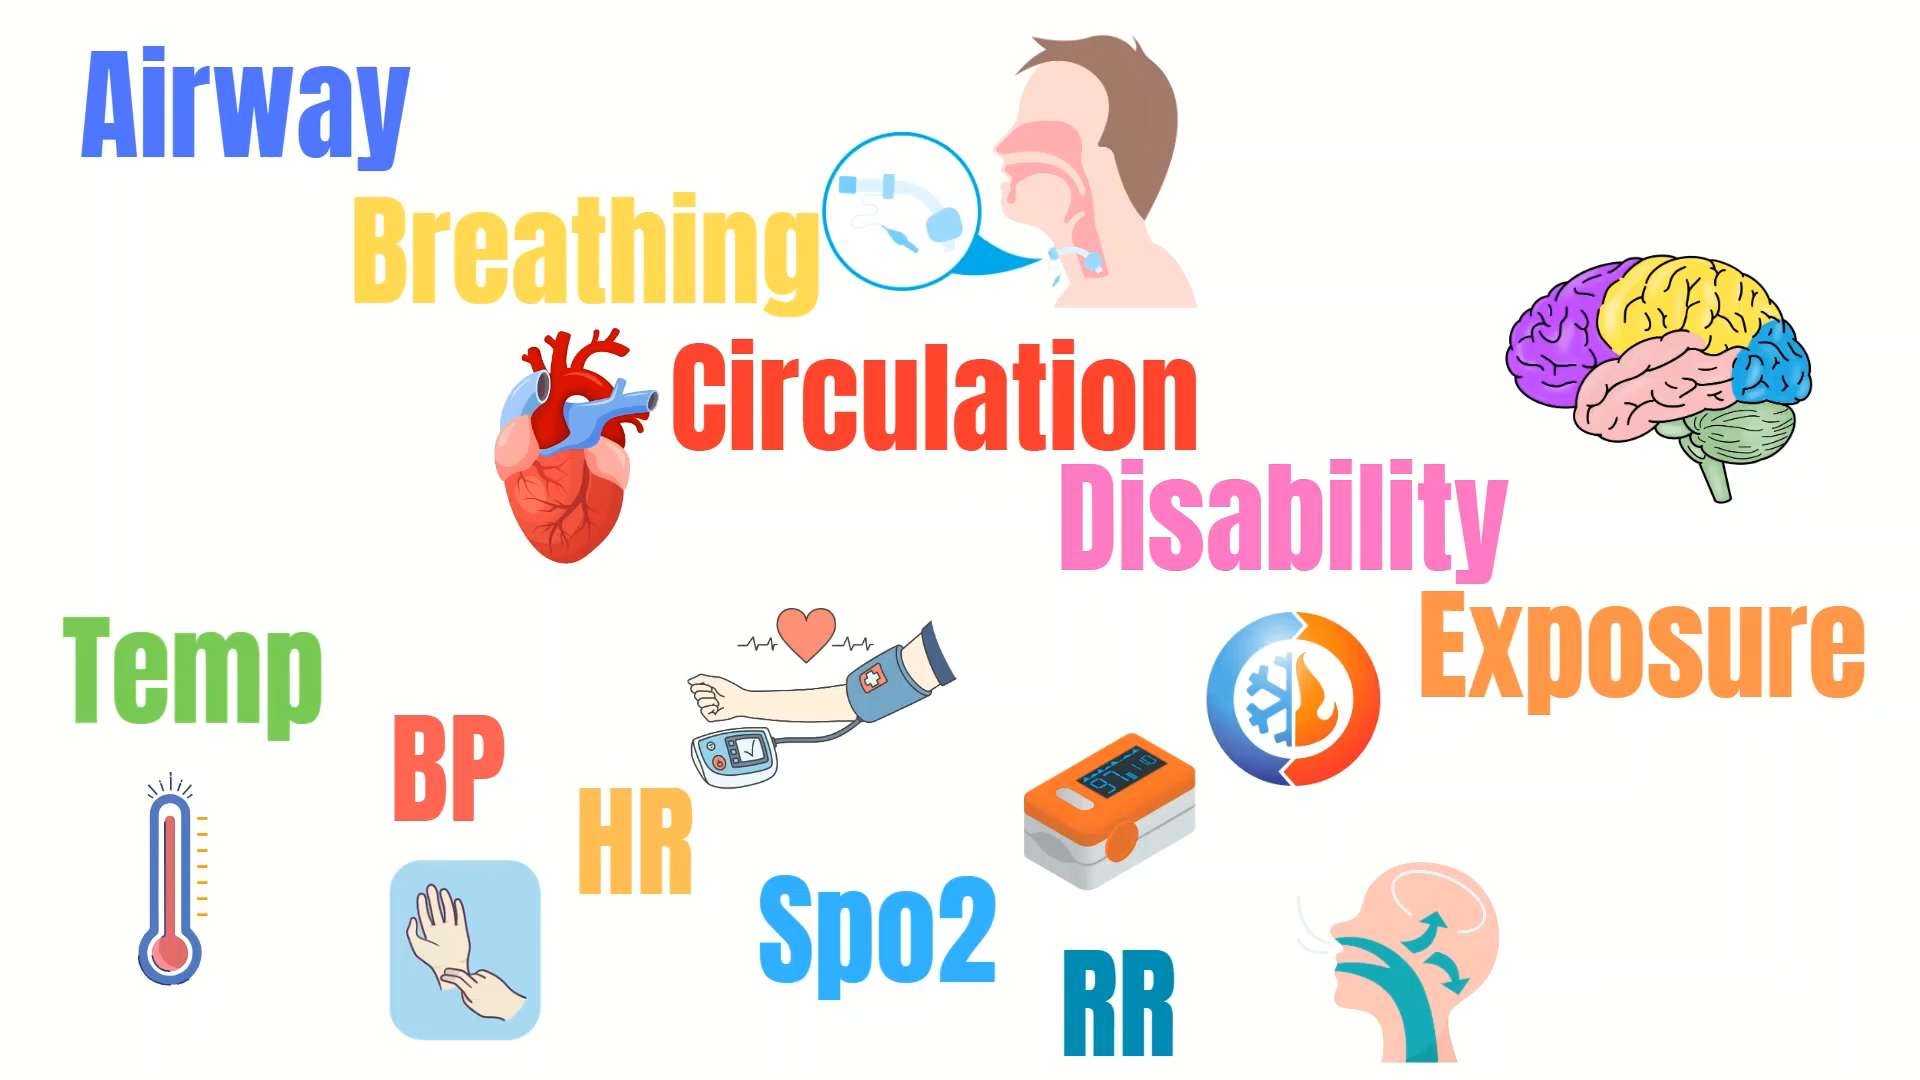 Airway
Breathing
Circulation
Disability
Exposure
Temp
BP
HR
Spo2
RR